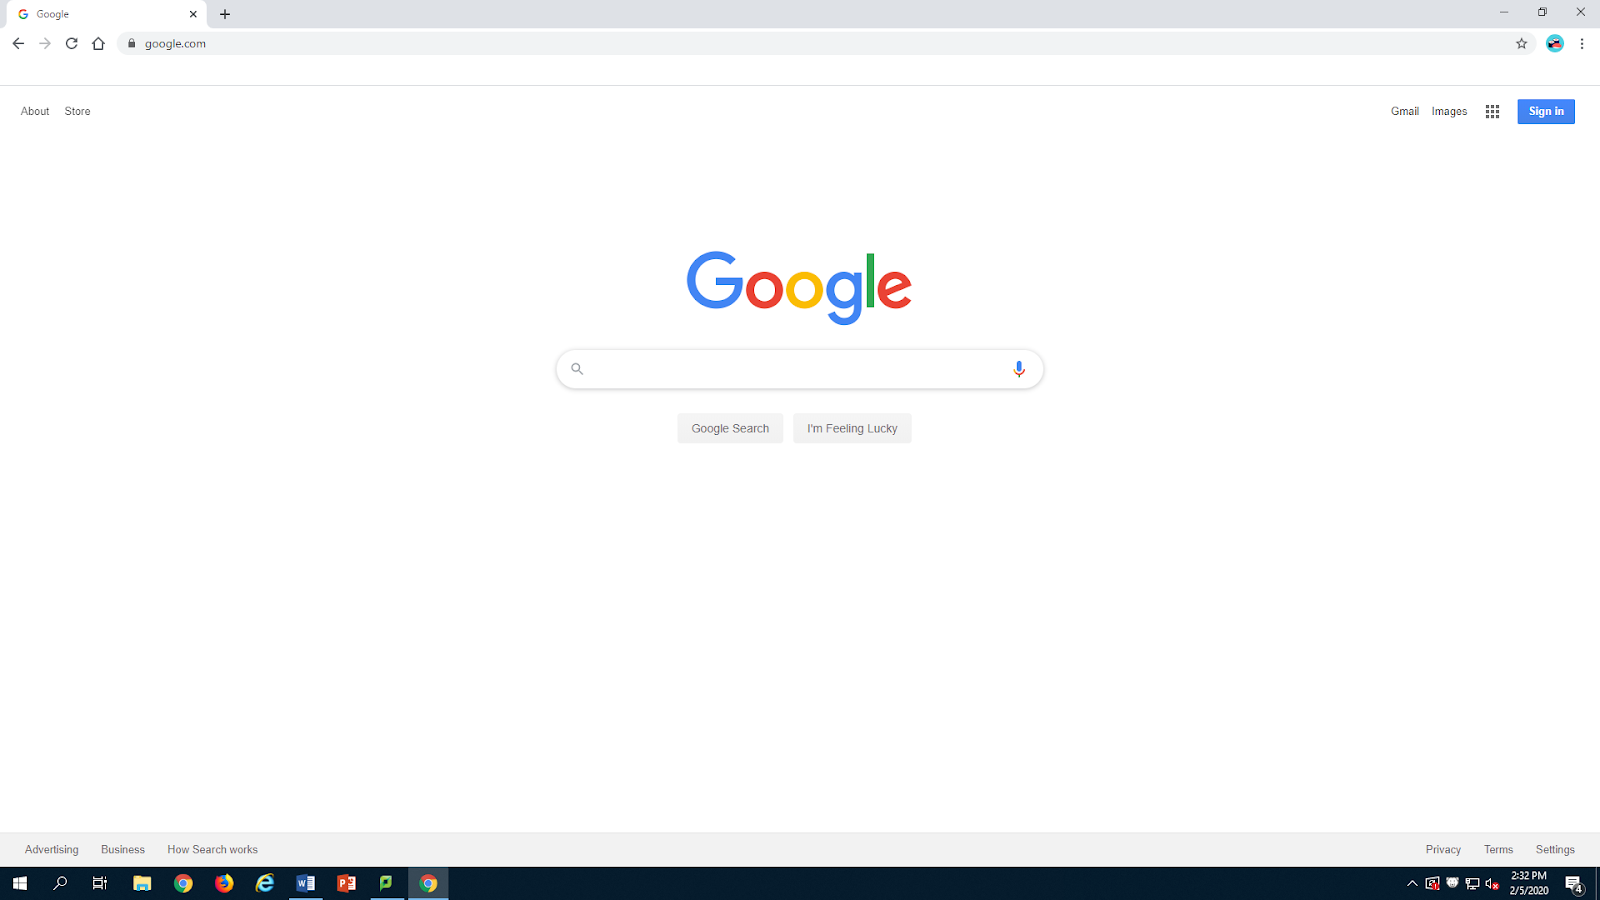 Google
google.com
About Store
Gmail Images Sign in
Google
Google Search I'm Feeling Lucky
Advertising Business How Search works
Privacy Terms Settings
2:32 PM
2/5/2020
4